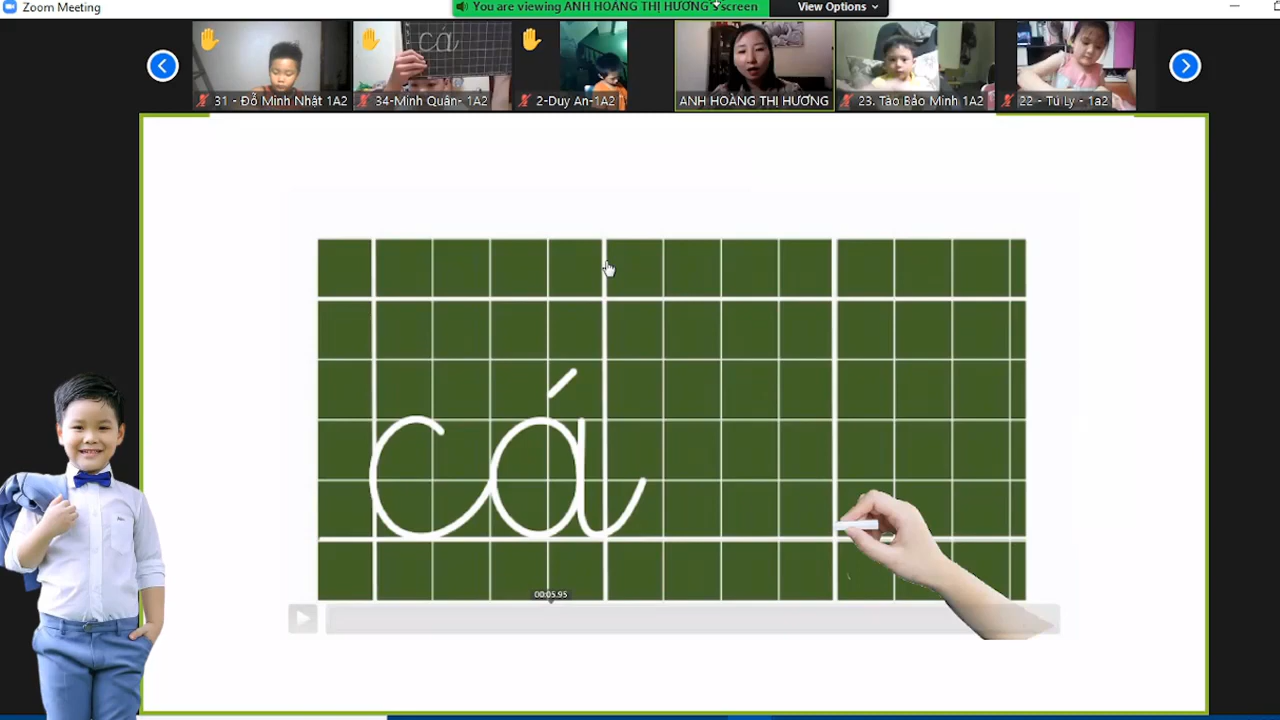 Zoom Meeting
You are viewing ANH HOÀNG THỊ HƯƠNG's screen
View Options
cá
31 - Đỗ Minh Nhật 1A2
34-Minh Quân- 1A2
2-Duy An-1A2
ANH HOÀNG THỊ HƯƠNG
23. Tào Bảo Minh 1A2
22 - Tú Ly - 1a2
cá
00:05.95